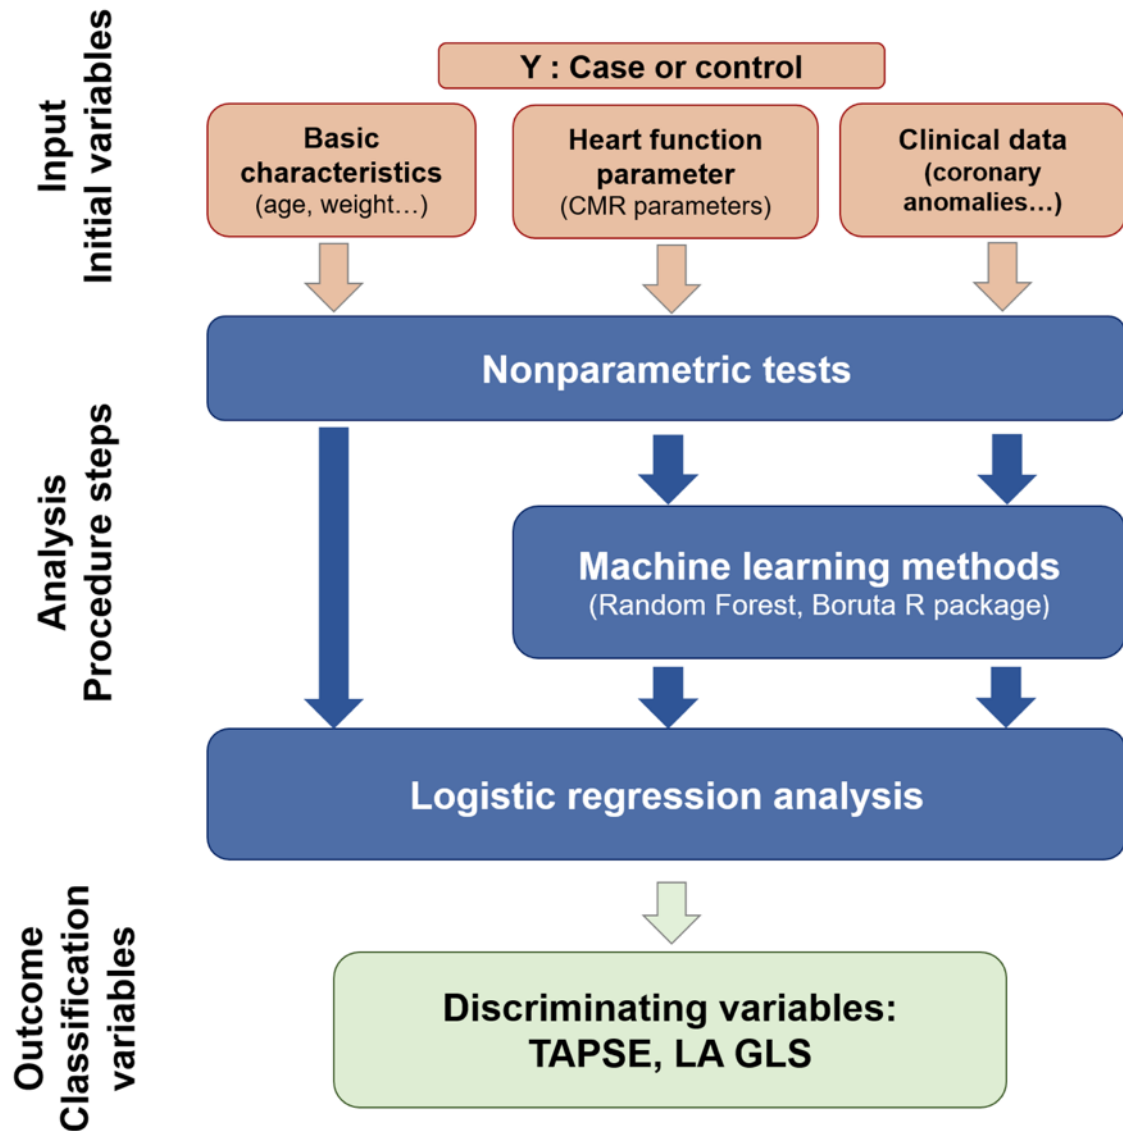 Input
Initial variables
Y : Case or control
Basic
characteristics
(age, weight…)
Heart function
parameter
(CMR parameters)
Clinical data
(coronary
anomalies…)
Analysis
Procedure steps
Nonparametric tests
Machine learning methods
(Random Forest, Boruta R package)
Logistic regression analysis
Outcome
Classification
variables
Discriminating variables:
TAPSE, LA GLS